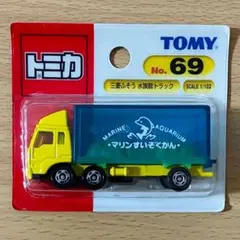 トミカ
TOMY
No. 69
三菱ふそう 水族館トラック
SCALE 1/102
MARINE AQUARIUM
マリンすいぞくかん